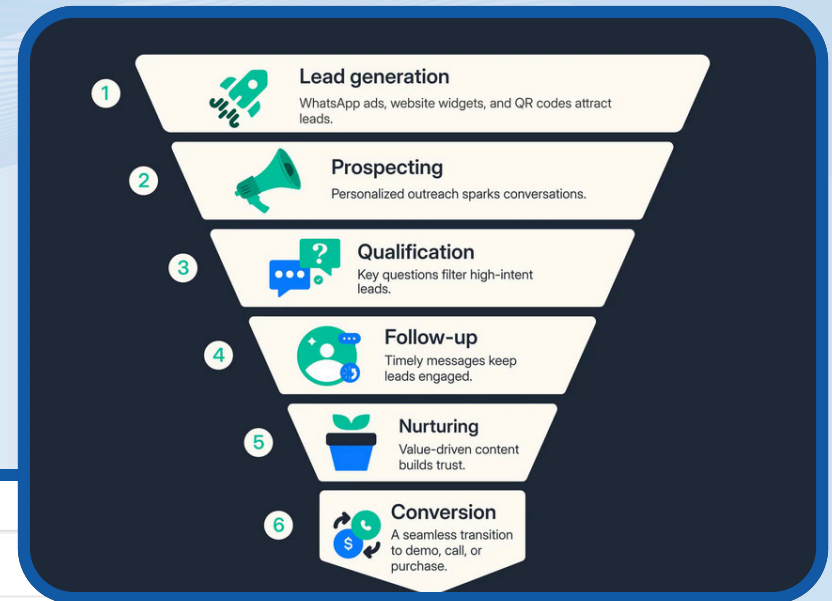 1
Lead generation
WhatsApp ads, website widgets, and QR codes attract
leads.
2
Prospecting
Personalized outreach sparks conversations.
3
?
Qualification
Key questions filter high-intent
leads.
4
Follow-up
Timely messages keep
leads engaged.
5
Nurturing
Value-driven content
builds trust.
6
$
Conversion
A seamless transition
to demo, call, or
purchase.